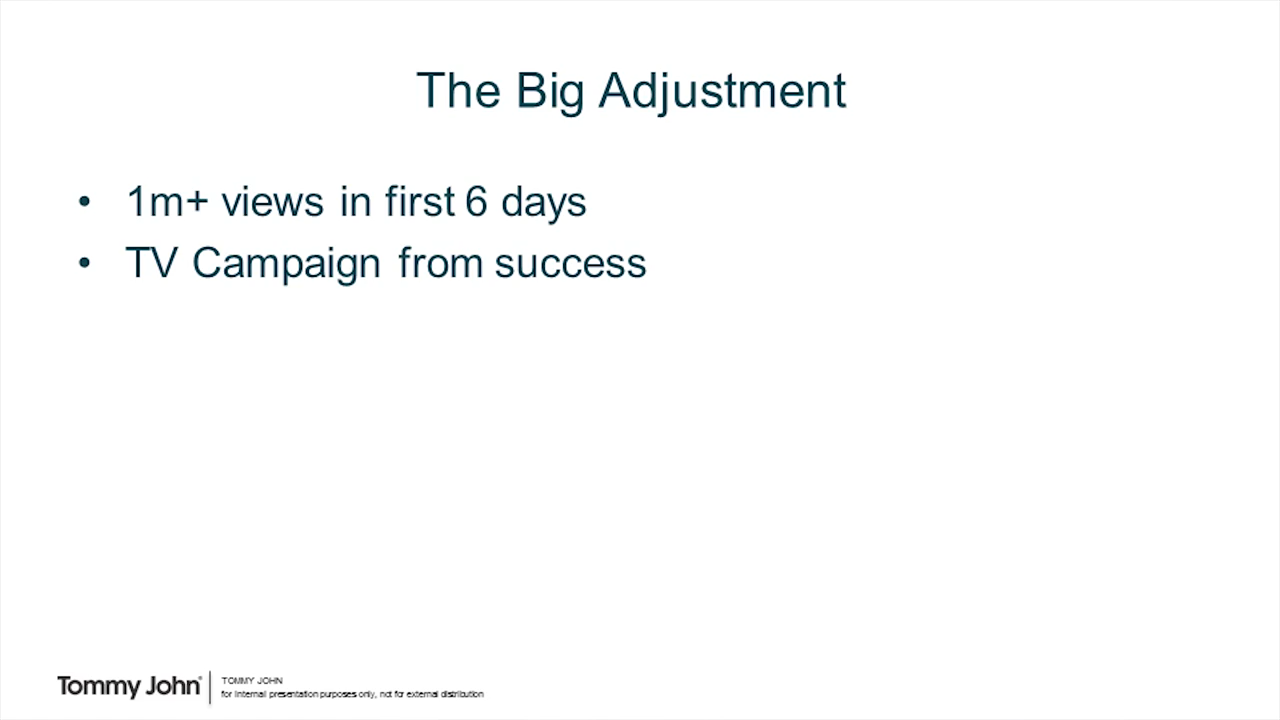 The Big Adjustment
• 1m+ views in first 6 days
• TV Campaign from success
Tommy John®
TOMMY JOHN
for internal presentation purposes only, not for external distribution